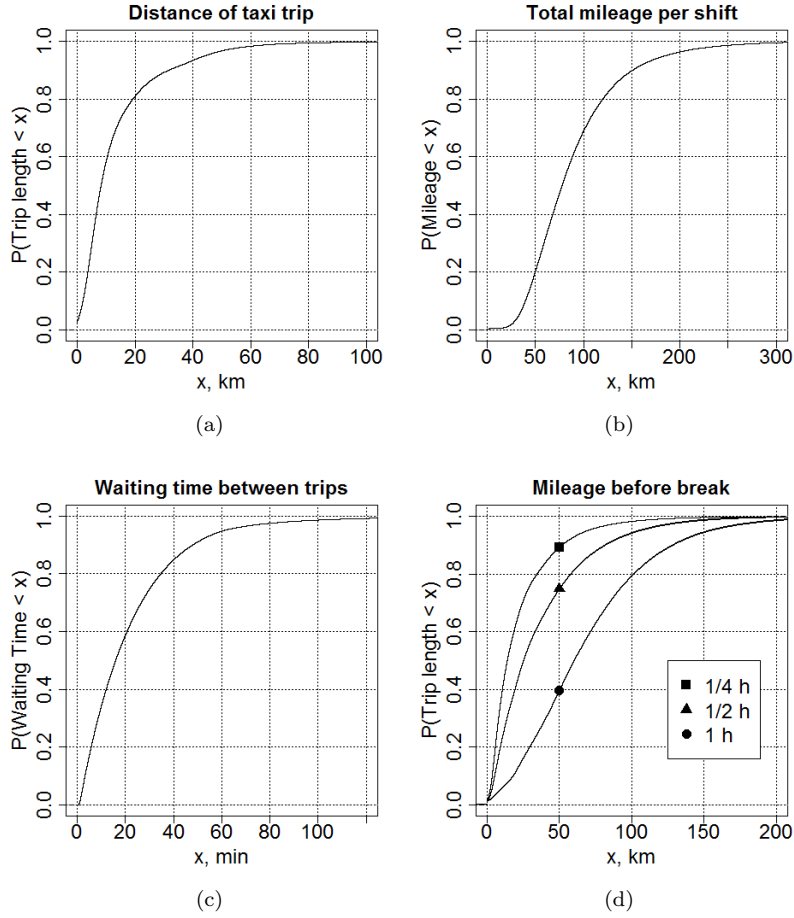 Distance of taxi trip
P(Trip length < x)
0.0 0.2 0.4 0.6 0.8 1.0
0 20 40 60 80 100
x, km
(a)
Total mileage per shift
P(Mileage < x)
0.0 0.2 0.4 0.6 0.8 1.0
0 50 100 200 300
x, km
(b)
Waiting time between trips
P(Waiting Time < x)
0.0 0.2 0.4 0.6 0.8 1.0
0 20 40 60 80 100
x, min
(c)
Mileage before break
P(Trip length < x)
0.0 0.2 0.4 0.6 0.8 1.0
1/4 h
1/2 h
1 h
0 50 100 150 200
x, km
(d)